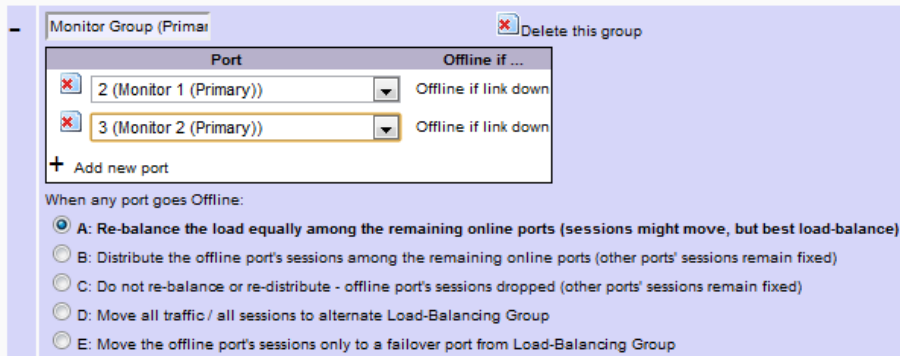 Monitor Group (Primar
Delete this group
Port Offline if ...
2 (Monitor 1 (Primary)) Offline if link down
3 (Monitor 2 (Primary)) Offline if link down
+ Add new port
When any port goes Offline:
A: Re-balance the load equally among the remaining online ports (sessions might move, but best load-balance)
B: Distribute the offline port's sessions among the remaining online ports (other ports' sessions remain fixed)
C: Do not re-balance or re-distribute - offline port's sessions dropped (other ports' sessions remain fixed)
D: Move all traffic / all sessions to alternate Load-Balancing Group
E: Move the offline port's sessions only to a failover port from Load-Balancing Group